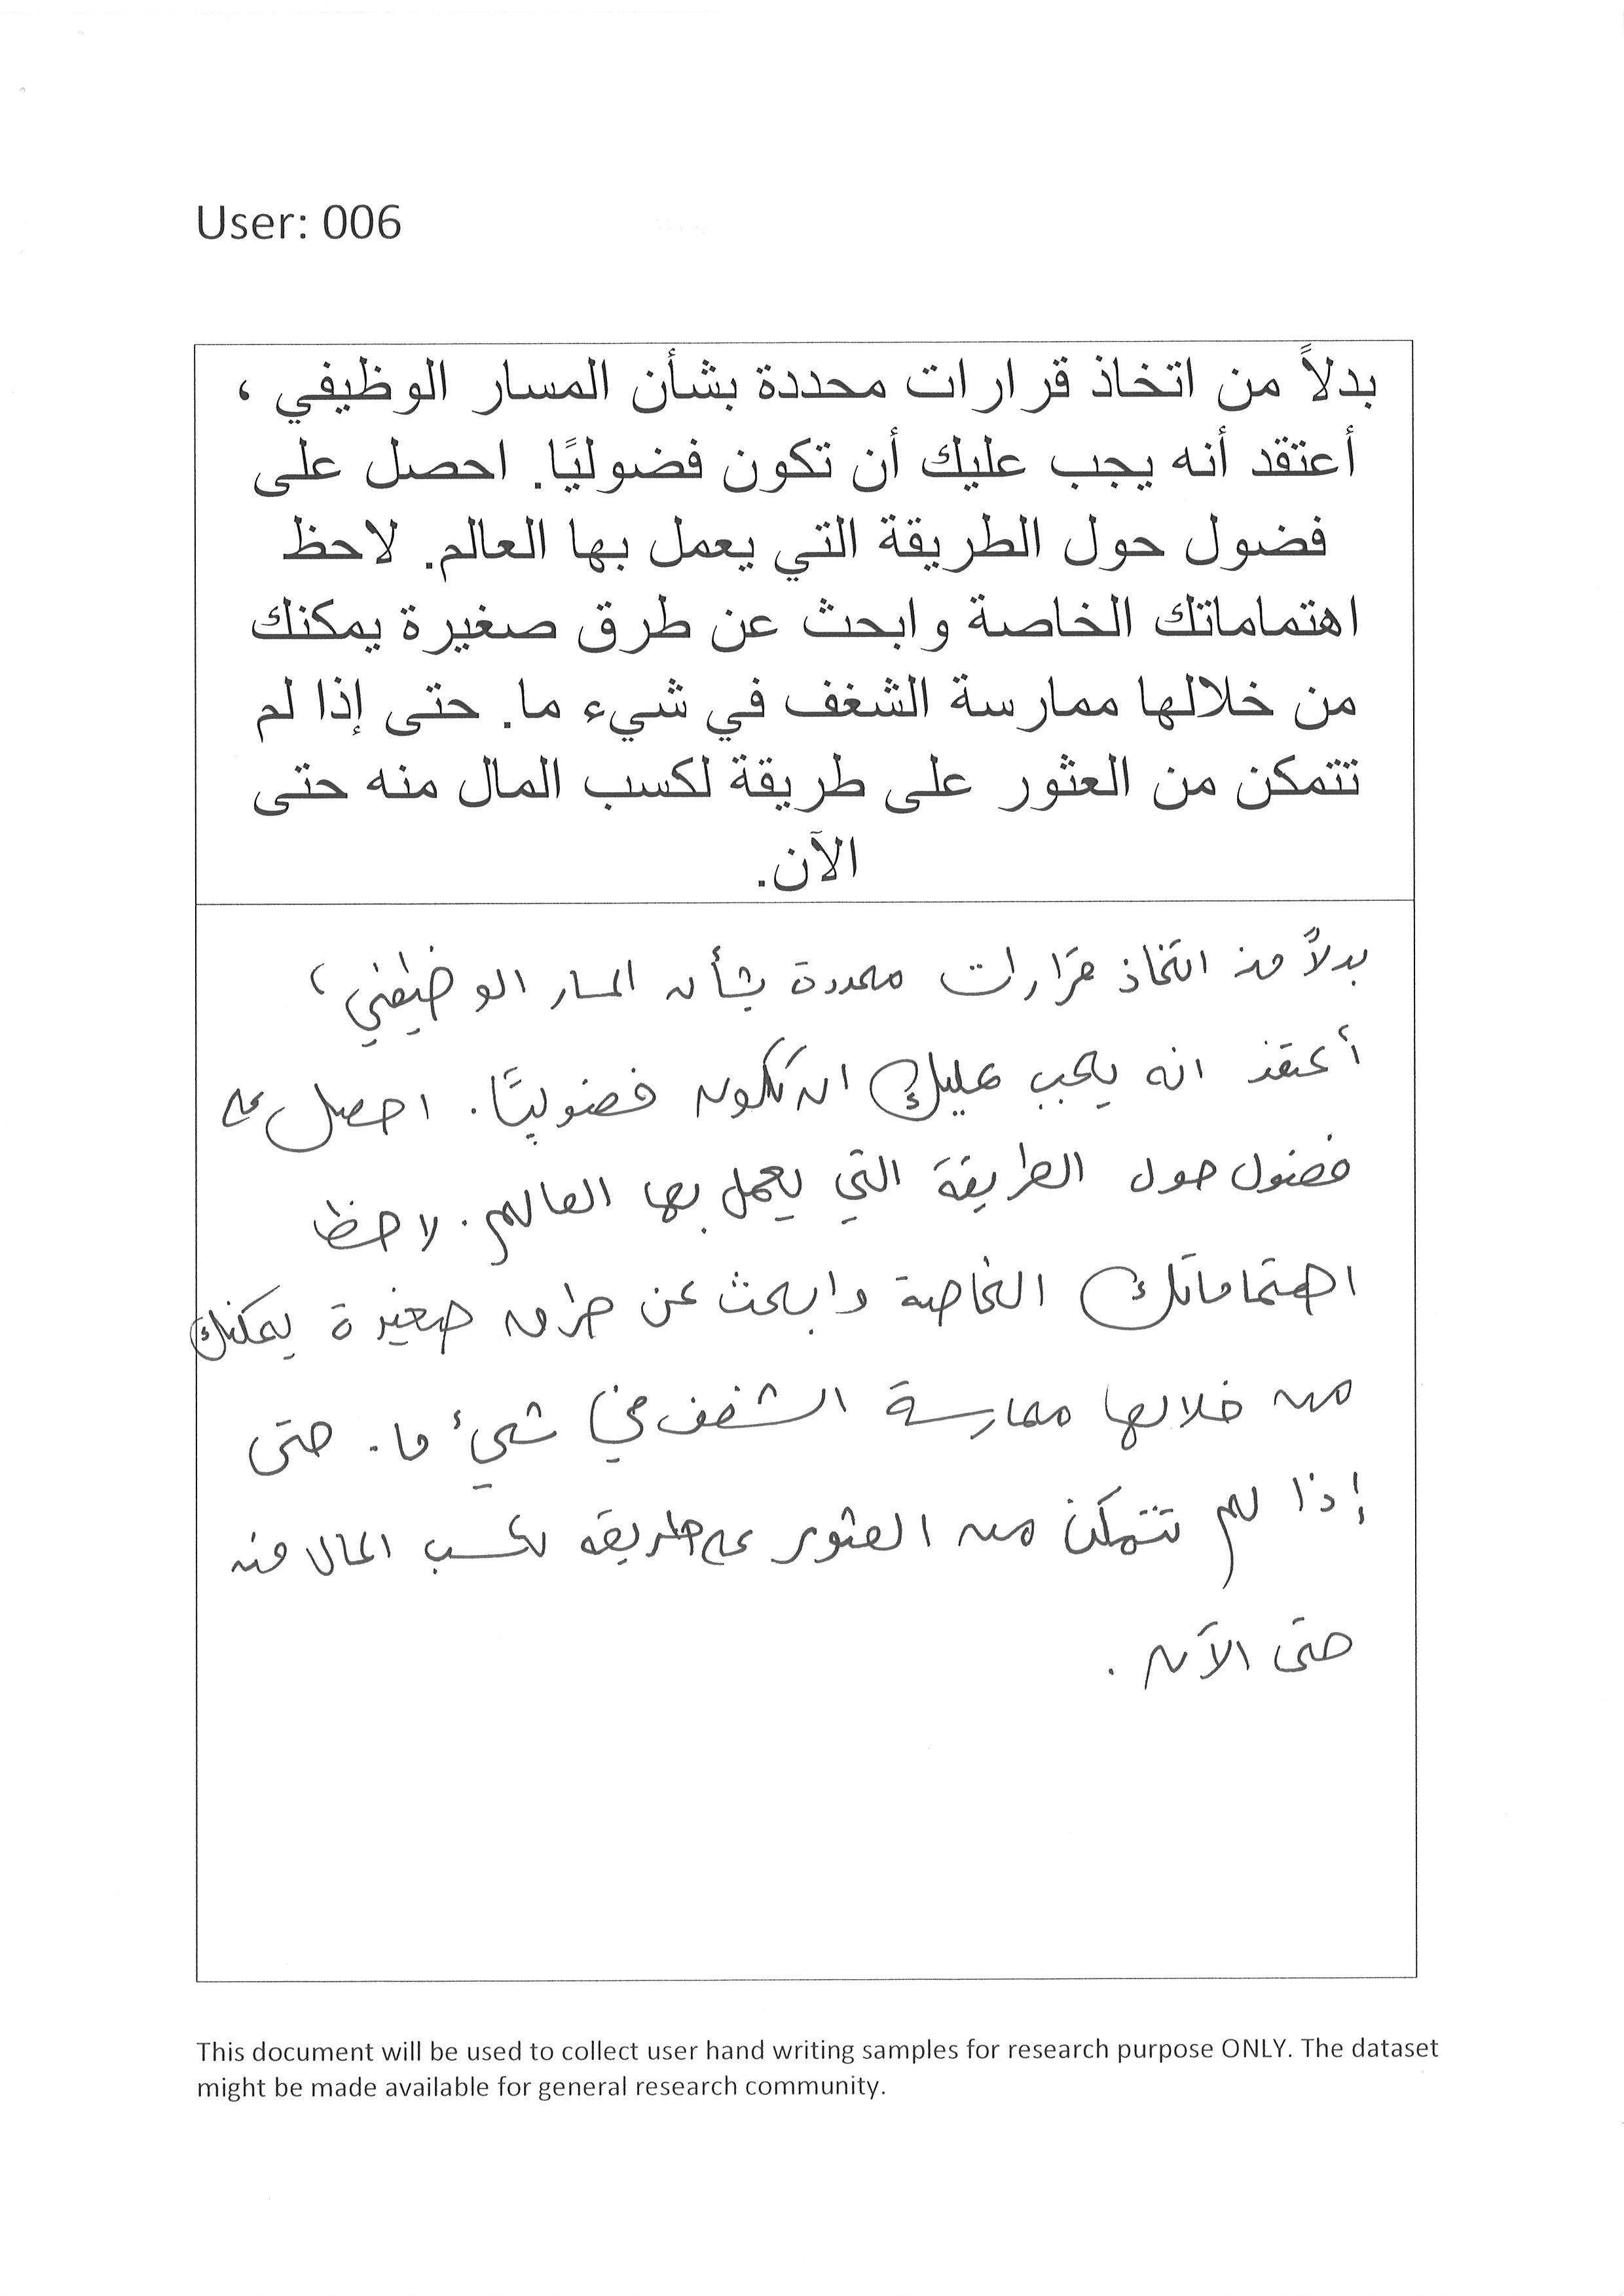 User: 006
بدلاً من اتخاذ قرارات محددة بشأن المسار الوظيفي ،
أعتقد أنه يجب عليك أن تكون فضوليًا. احصل على
فضول حول الطريقة التي يعمل بها العالم. لاحظ
اهتماماتك الخاصة وابحث عن طرق صغيرة يمكنك
من خلالها ممارسة الشغف في شيء ما. حتى إذا لم
تتمكن من العثور على طريقة لكسب المال منه حتى
الآن.
بدلاً من اتخاذ قرارات محددة بشأن المسار الوظيفي ،
أعتقد انه يجب عليك ان تكون فضوليًا. احصل على
فضول حول الطريقة التي يعمل بها العالم. لاحظ
اهتماماتك الخاصة وابحث عن طرق صغيرة يمكنك
من خلالها ممارسة الشغف في شيئ ما. حتى
إذا لم تتمكن من العثور على طريقة لكسب المال منه
حتى الآن.
This document will be used to collect user hand writing samples for research purpose ONLY. The dataset
might be made available for general research community.